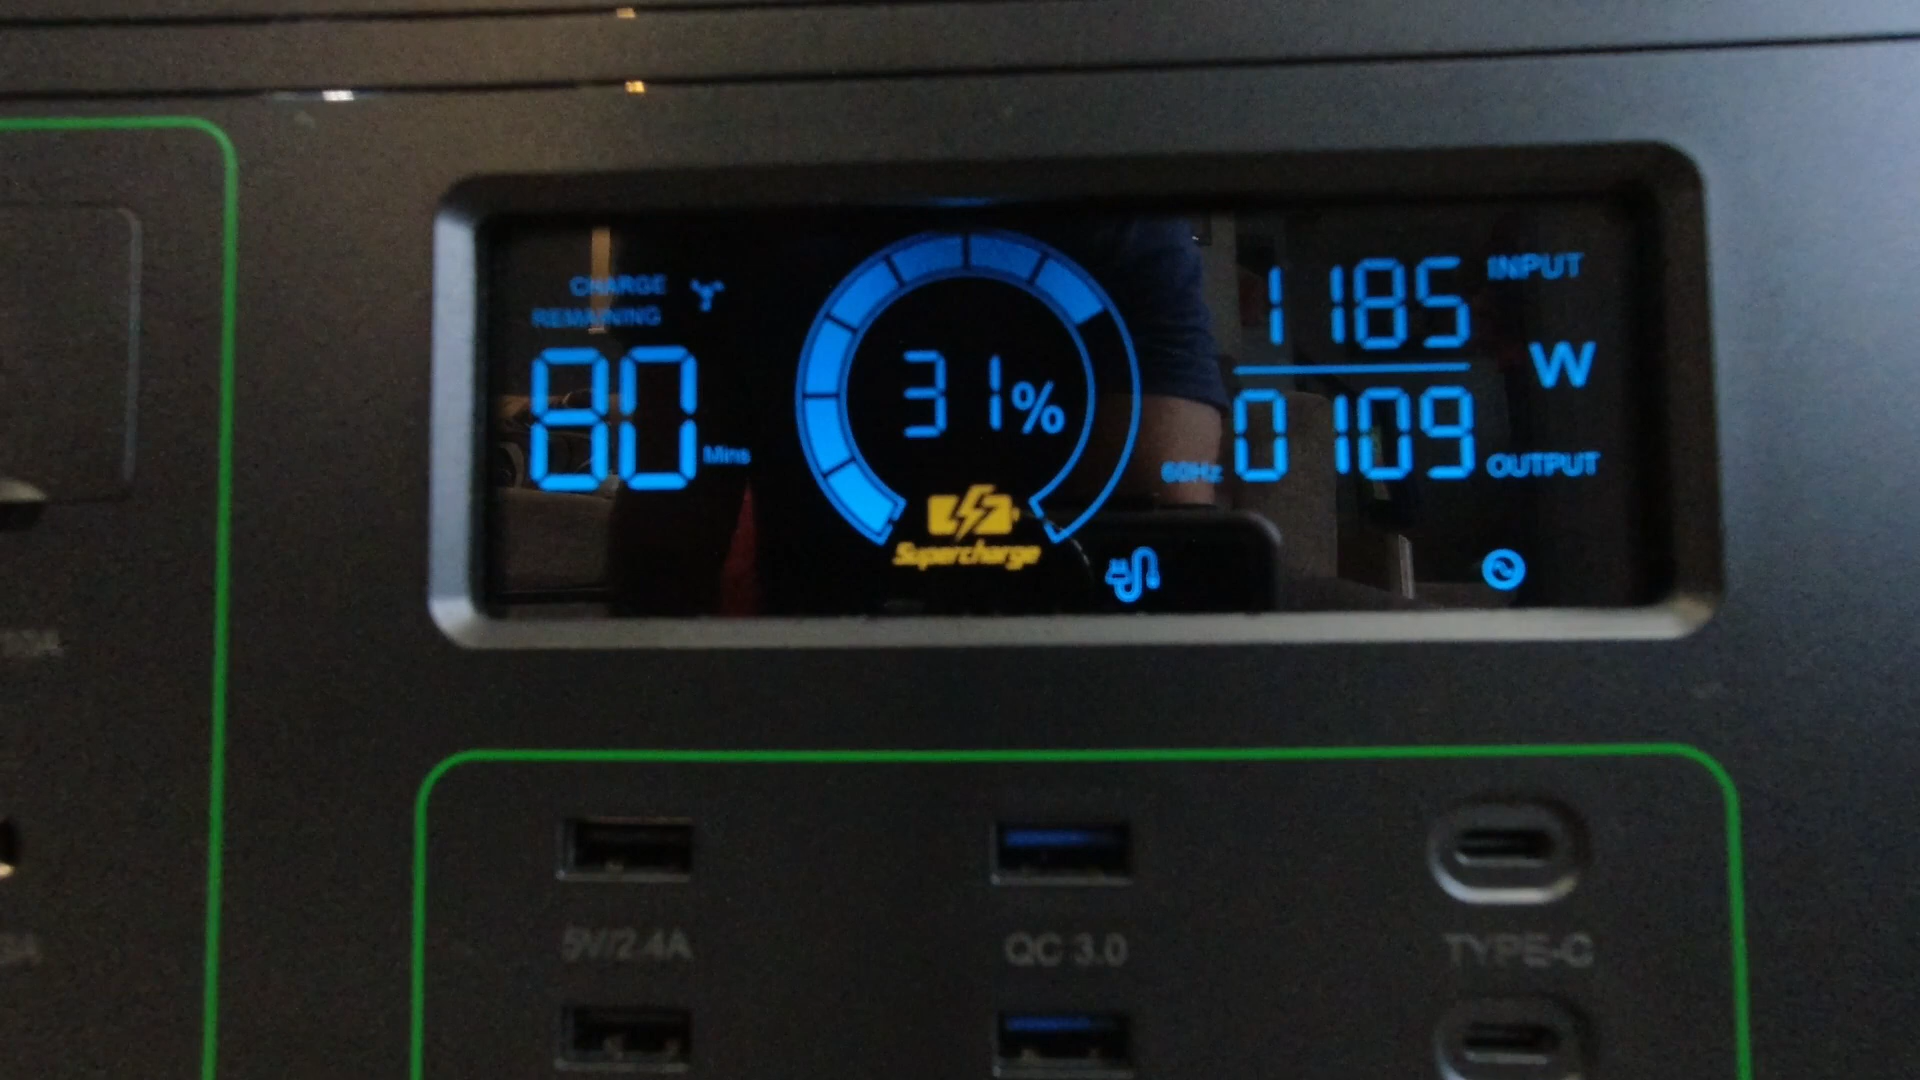 CHARGE
REMAINING
80 Mins
31%
Supercharge
1185 INPUT
W
60Hz 0109 OUTPUT
5V/2.4A
QC 3.0
TYPE-C